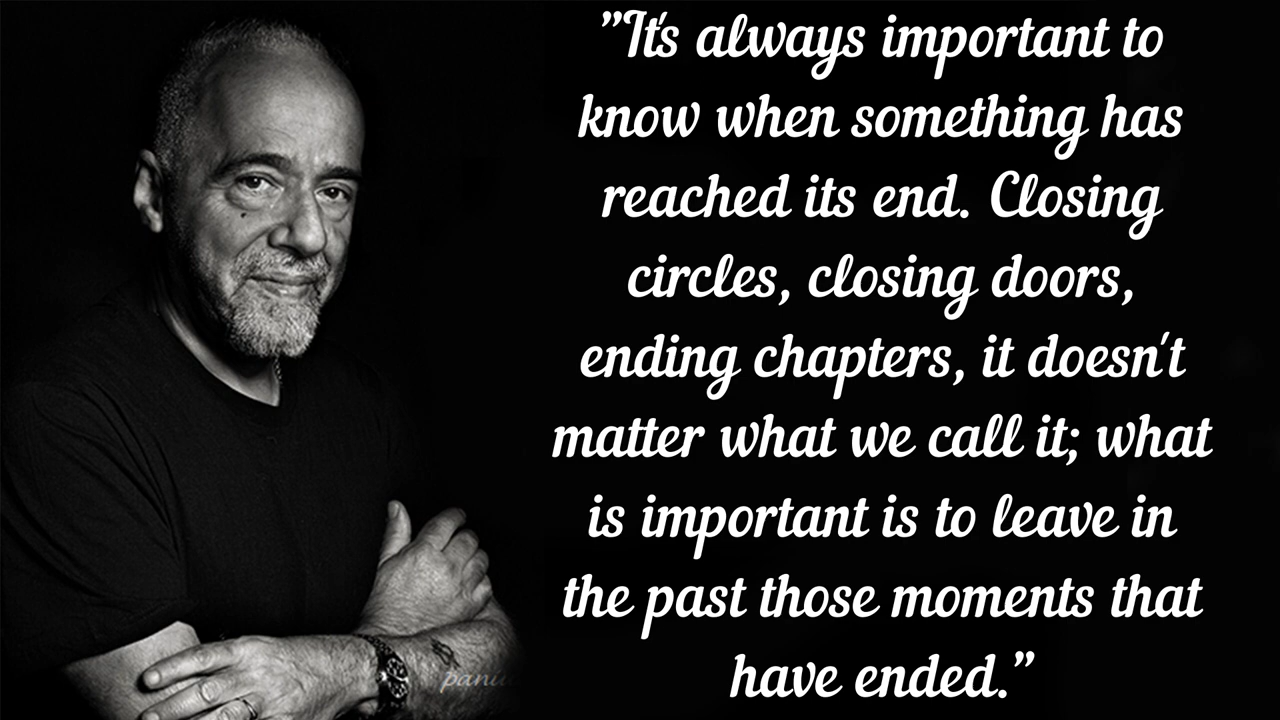 ”It's always important to
know when something has
reached its end. Closing
circles, closing doors,
ending chapters, it doesn't
matter what we call it; what
is important is to leave in
the past those moments that
have ended.”